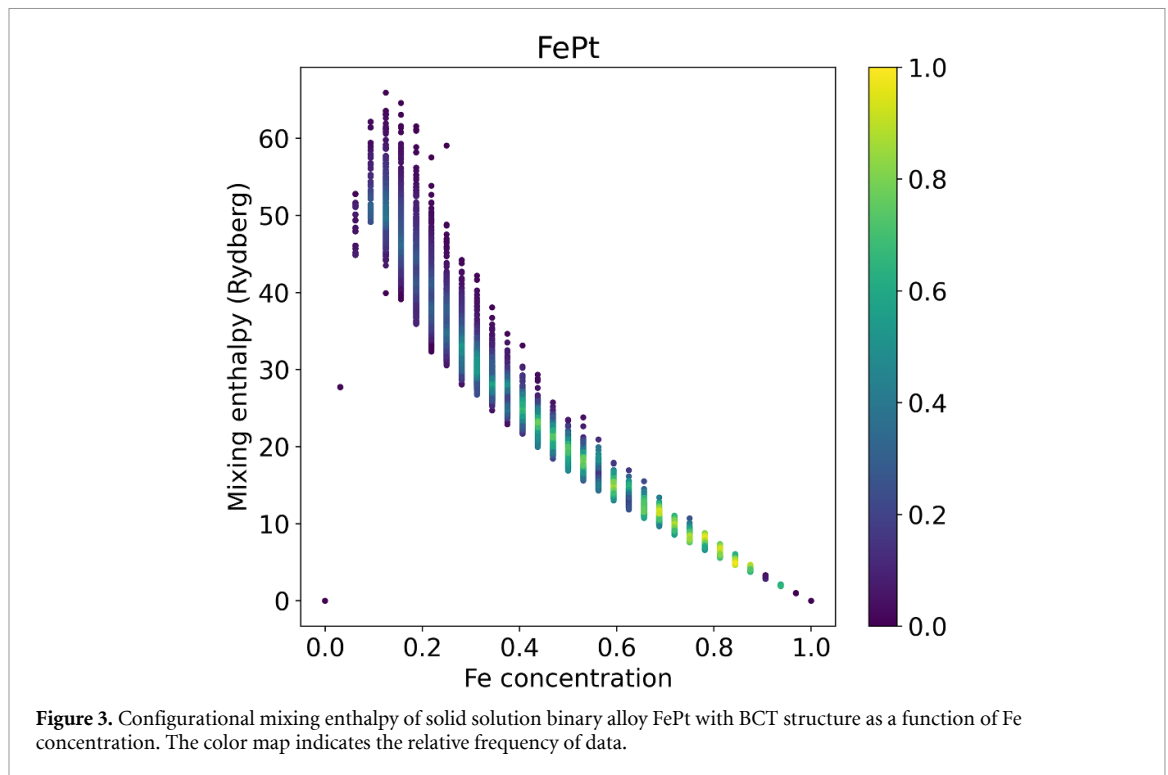 FePt
1.0
0.8
0.6
0.4
0.2
0.0
60
50
40
30
20
10
0
Mixing enthalpy (Rydberg)
0.0 0.2 0.4 0.6 0.8 1.0
Fe concentration
Figure 3. Configurational mixing enthalpy of solid solution binary alloy FePt with BCT structure as a function of Fe
concentration. The color map indicates the relative frequency of data.